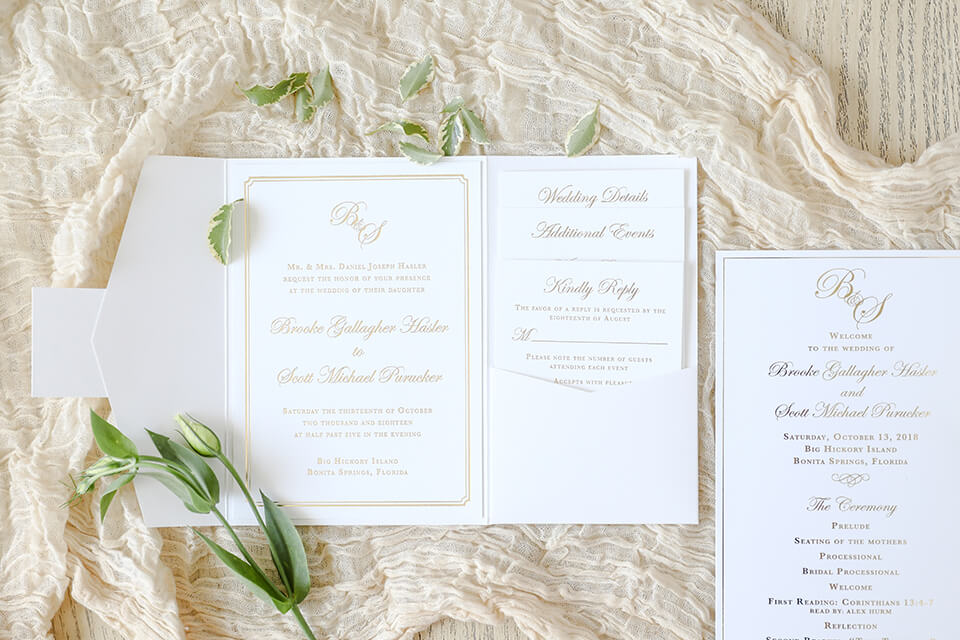 B&S
Mr. & Mrs. Daniel Joseph Hasler
request the honor of your presence
at the wedding of their daughter
Brooke Gallagher Hasler
to
Scott Michael Purucker
Saturday the thirteenth of October
two thousand and eighteen
at half past five in the evening
Big Hickory Island
Bonita Springs, Florida
Wedding Details
Additional Events
Kindly Reply
The favor of a reply is requested by the
eighteenth of August
M
Please note the number of guests
attending each event
Accepts with
B&S
Welcome
to the wedding of
Brooke Gallagher Hasler
and
Scott Michael Purucker
Saturday, October 13, 2018
Big Hickory Island
Bonita Springs, Florida
The Ceremony
Prelude
Seating of the mothers
Processional
Bridal Processional
Welcome
First Reading: Corinthians 13:4-7
read by: Alex Hurm
Reflection